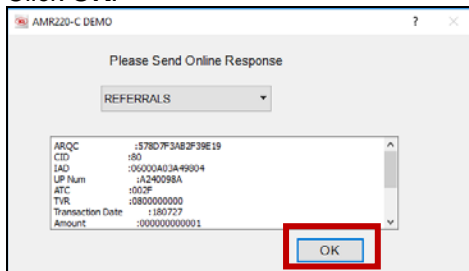 Click OK.
AMR220-C DEMO ?
Please Send Online Response
REFERRALS
ARQC :578D7F3AB2F39E19
CID :80
IAD :06000A03A49804
UP Num :A240098A
ATC :002F
TVR :0800000000
Transaction Date :180727
Amount :000000000001
OK